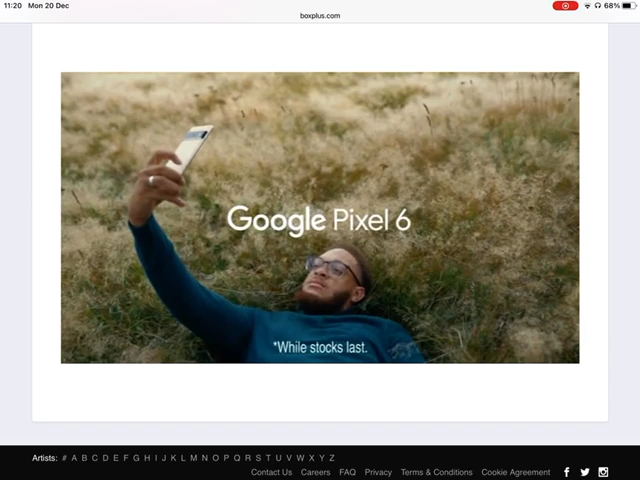 11:20 Mon 20 Dec
68%
boxplus.com
Google Pixel 6
*While stocks last.
Artists: # A B C D E F G H I J K L M N O P Q R S T U V W X Y Z
Contact Us Careers FAQ Privacy Terms & Conditions Cookie Agreement